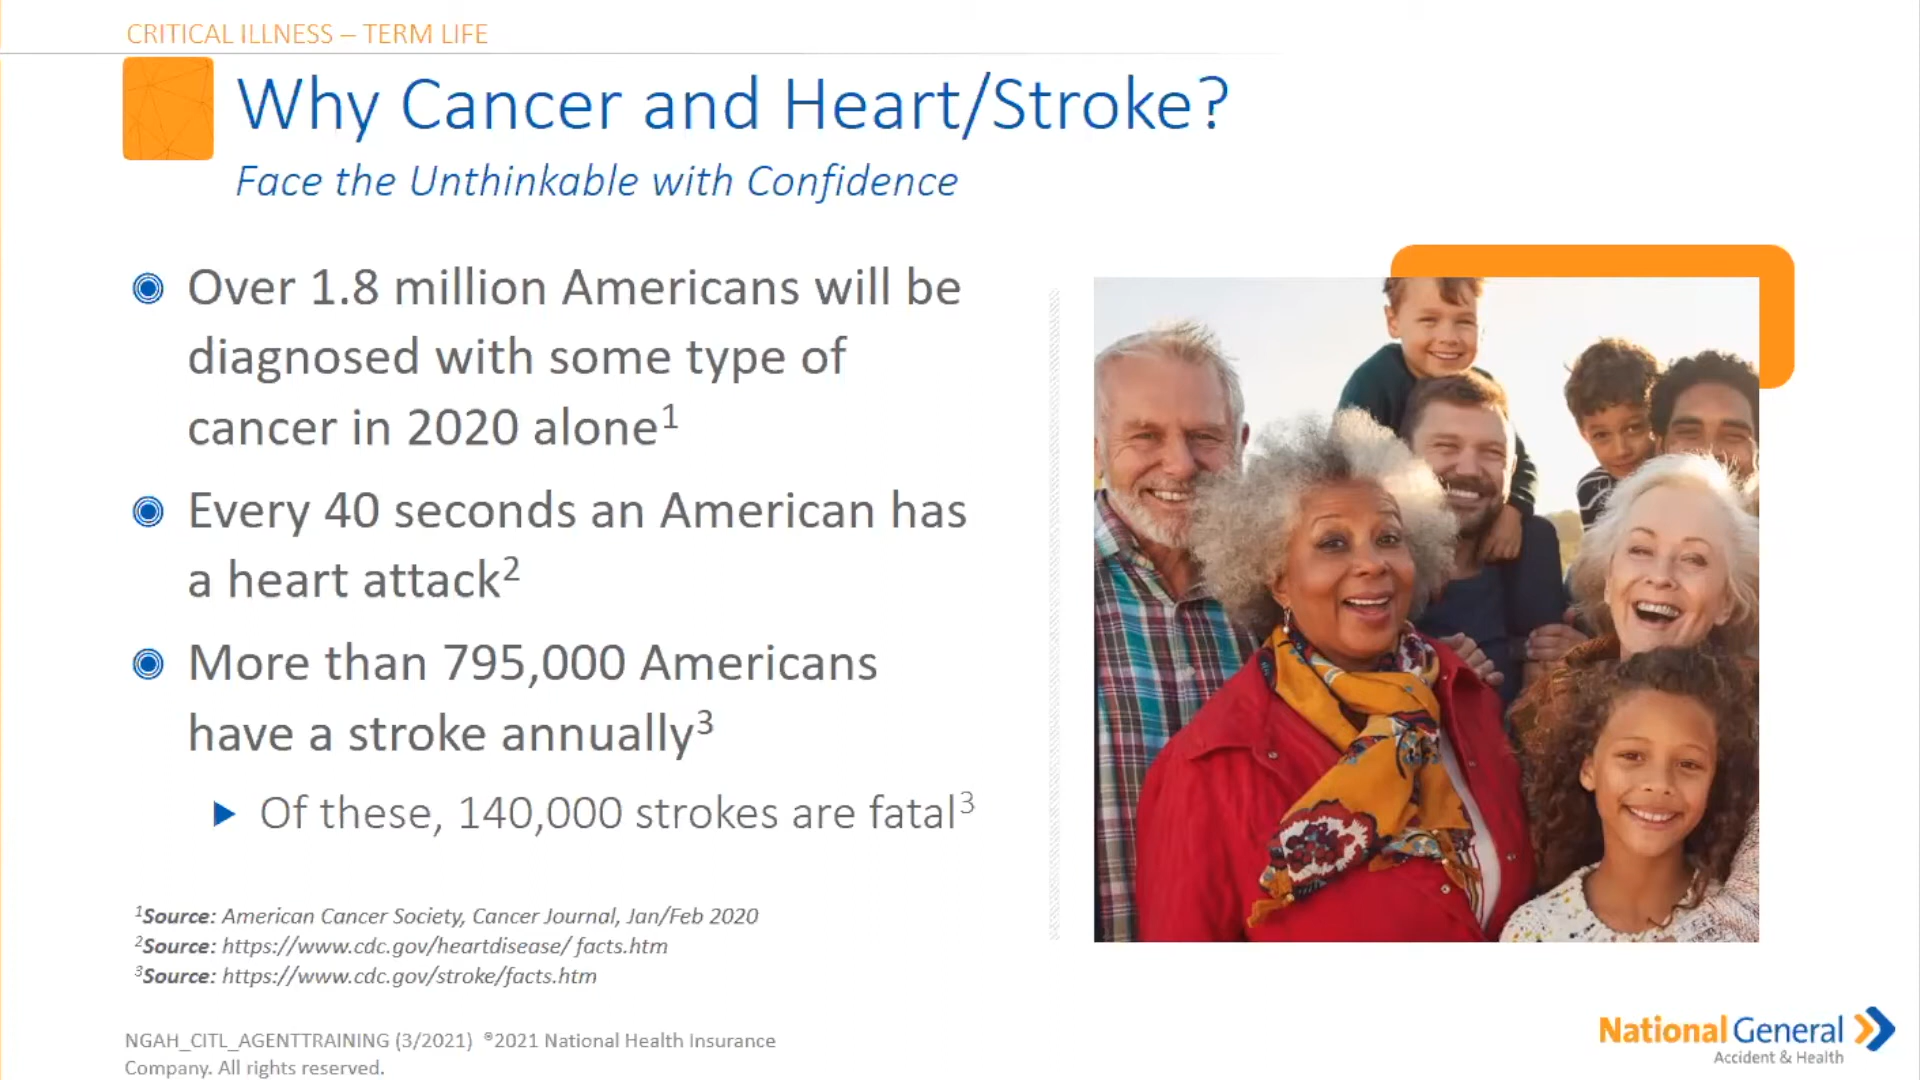 CRITICAL ILLNESS – TERM LIFE
Why Cancer and Heart/Stroke?
Face the Unthinkable with Confidence
Over 1.8 million Americans will be
diagnosed with some type of
cancer in 2020 alone¹
Every 40 seconds an American has
a heart attack²
More than 795,000 Americans
have a stroke annually³
Of these, 140,000 strokes are fatal³
¹Source: American Cancer Society, Cancer Journal, Jan/Feb 2020
²Source: https://www.cdc.gov/heartdisease/ facts.htm
³Source: https://www.cdc.gov/stroke/facts.htm
NGAH_CITL_AGENTTRAINING (3/2021) ©2021 National Health Insurance
Company. All rights reserved.
National General
Accident & Health